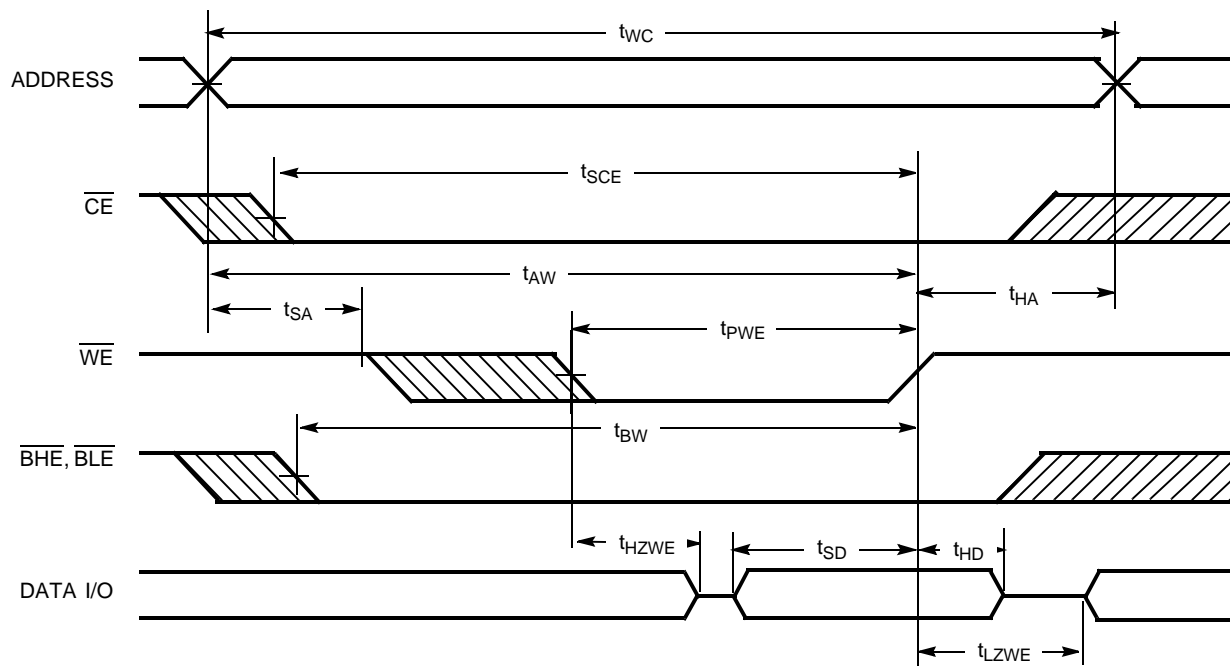 tWC
ADDRESS
tSCE
CE
tAW
tSA
tHA
tPWE
WE
tBW
BHE, BLE
tHZWE
tSD
tHD
DATA I/O
tLZWE